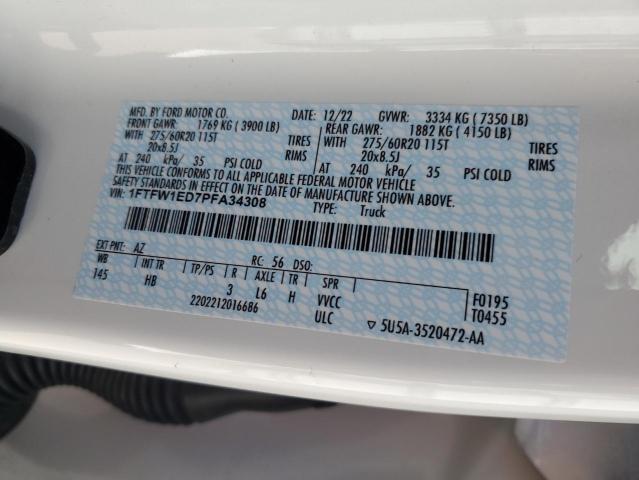 MFD. BY FORD MOTOR CO. DATE: 12/22 GVWR: 3334 KG ( 7350 LB)
FRONT GAWR: 1769 KG ( 3900 LB) REAR GAWR: 1882 KG ( 4150 LB)
WITH 275/60R20 115T TIRES WITH 275/60R20 115T TIRES
20x8.5J RIMS 20x8.5J RIMS
AT 240 kPa/ 35 PSI COLD AT 240 kPa/ 35 PSI COLD
THIS VEHICLE CONFORMS TO ALL APPLICABLE FEDERAL MOTOR VEHICLE
SAFETY STANDARDS IN EFFECT ON THE DATE OF MANUFACTURE SHOWN ABOVE.
VIN: 1FTFW1ED7PFA34308 TYPE: Truck
EXT PNT: AZ RC: 56 DSO:
WB INT TR TP/PS R AXLE TR SPR F0195
145 HB 3 L6 H VVCC T0455
2202212016686 ULC ▽ 5U5A-3520472-AA